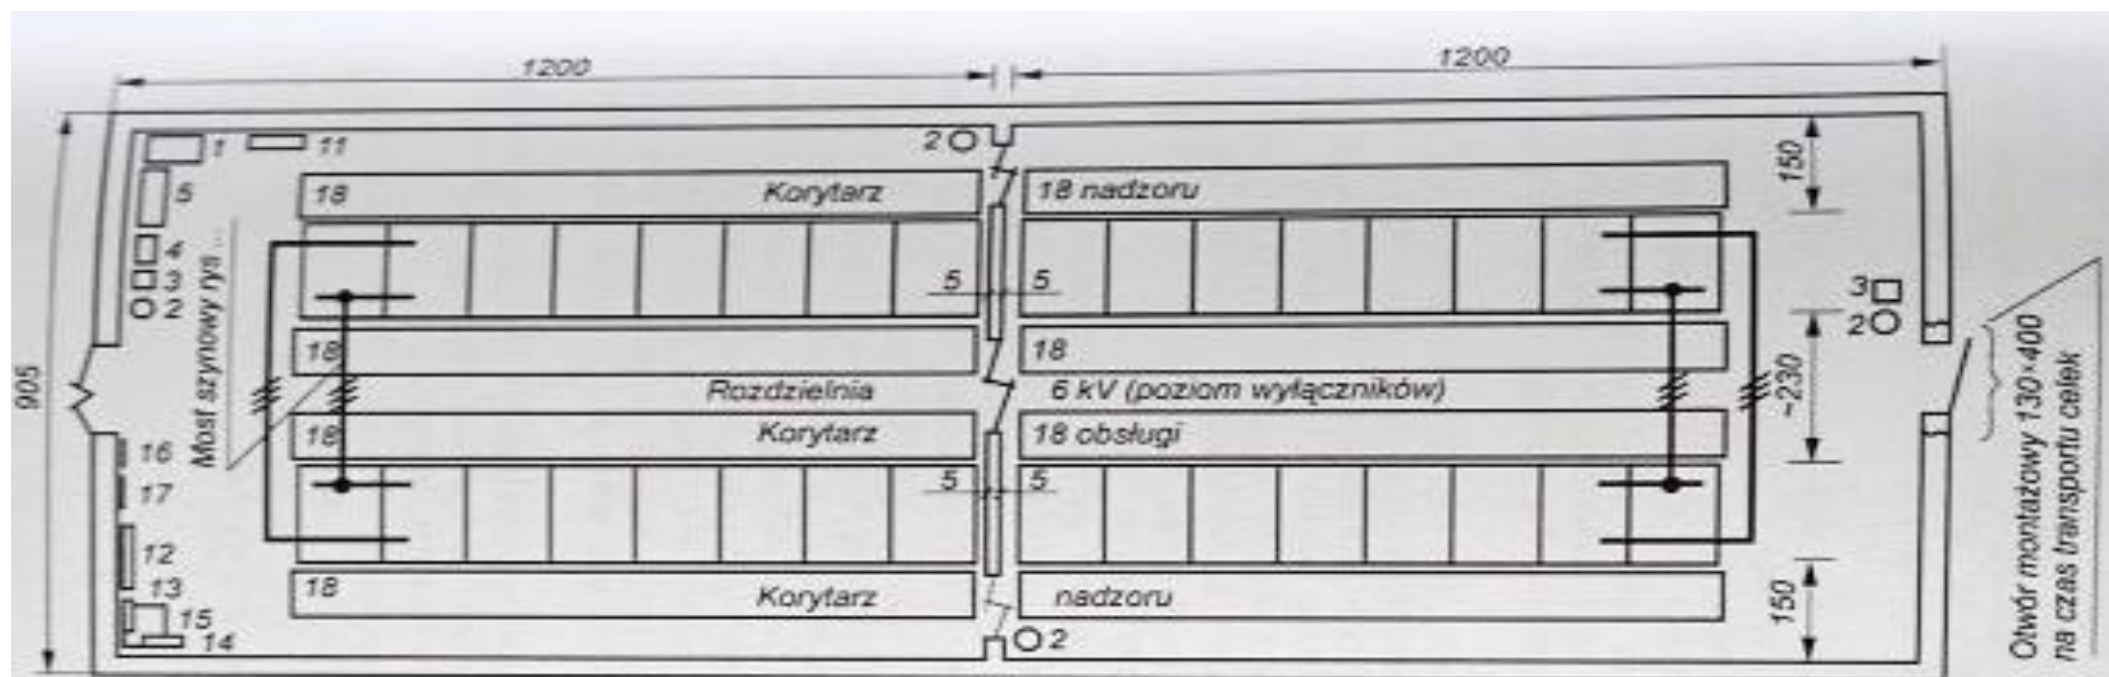 1200
1200
1
11
2
5
18
Korytarz
18 nadzoru
150
4
3
2
5
5
3
2
Most szynowy rys ...
18
18
905
Rozdzielnia
6 kV (poziom wyłączników)
~230
18
Korytarz
18 obsługi
16
17
5
5
12
13
15
14
18
Korytarz
nadzoru
150
2
Otwór montażowy 130×400
na czas transportu celek